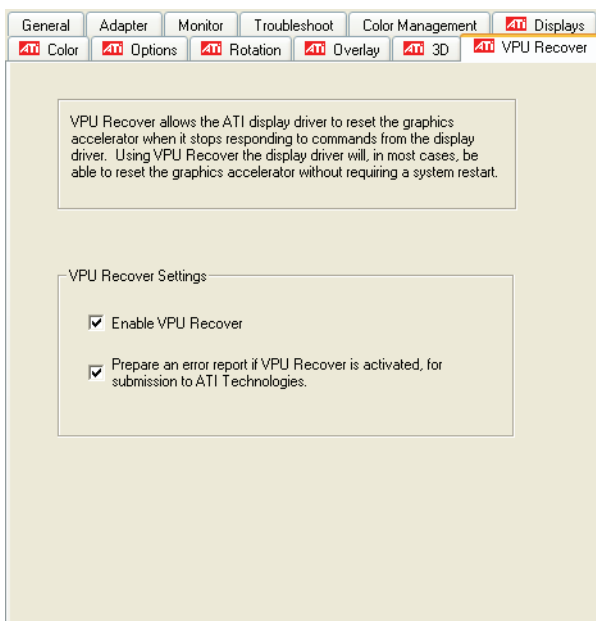 General Adapter Monitor Troubleshoot Color Management ATI Displays
ATI Color ATI Options ATI Rotation ATI Overlay ATI 3D ATI VPU Recover
VPU Recover allows the ATI display driver to reset the graphics
accelerator when it stops responding to commands from the display
driver. Using VPU Recover the display driver will, in most cases, be
able to reset the graphics accelerator without requiring a system restart.
VPU Recover Settings
Enable VPU Recover
Prepare an error report if VPU Recover is activated, for
submission to ATI Technologies.